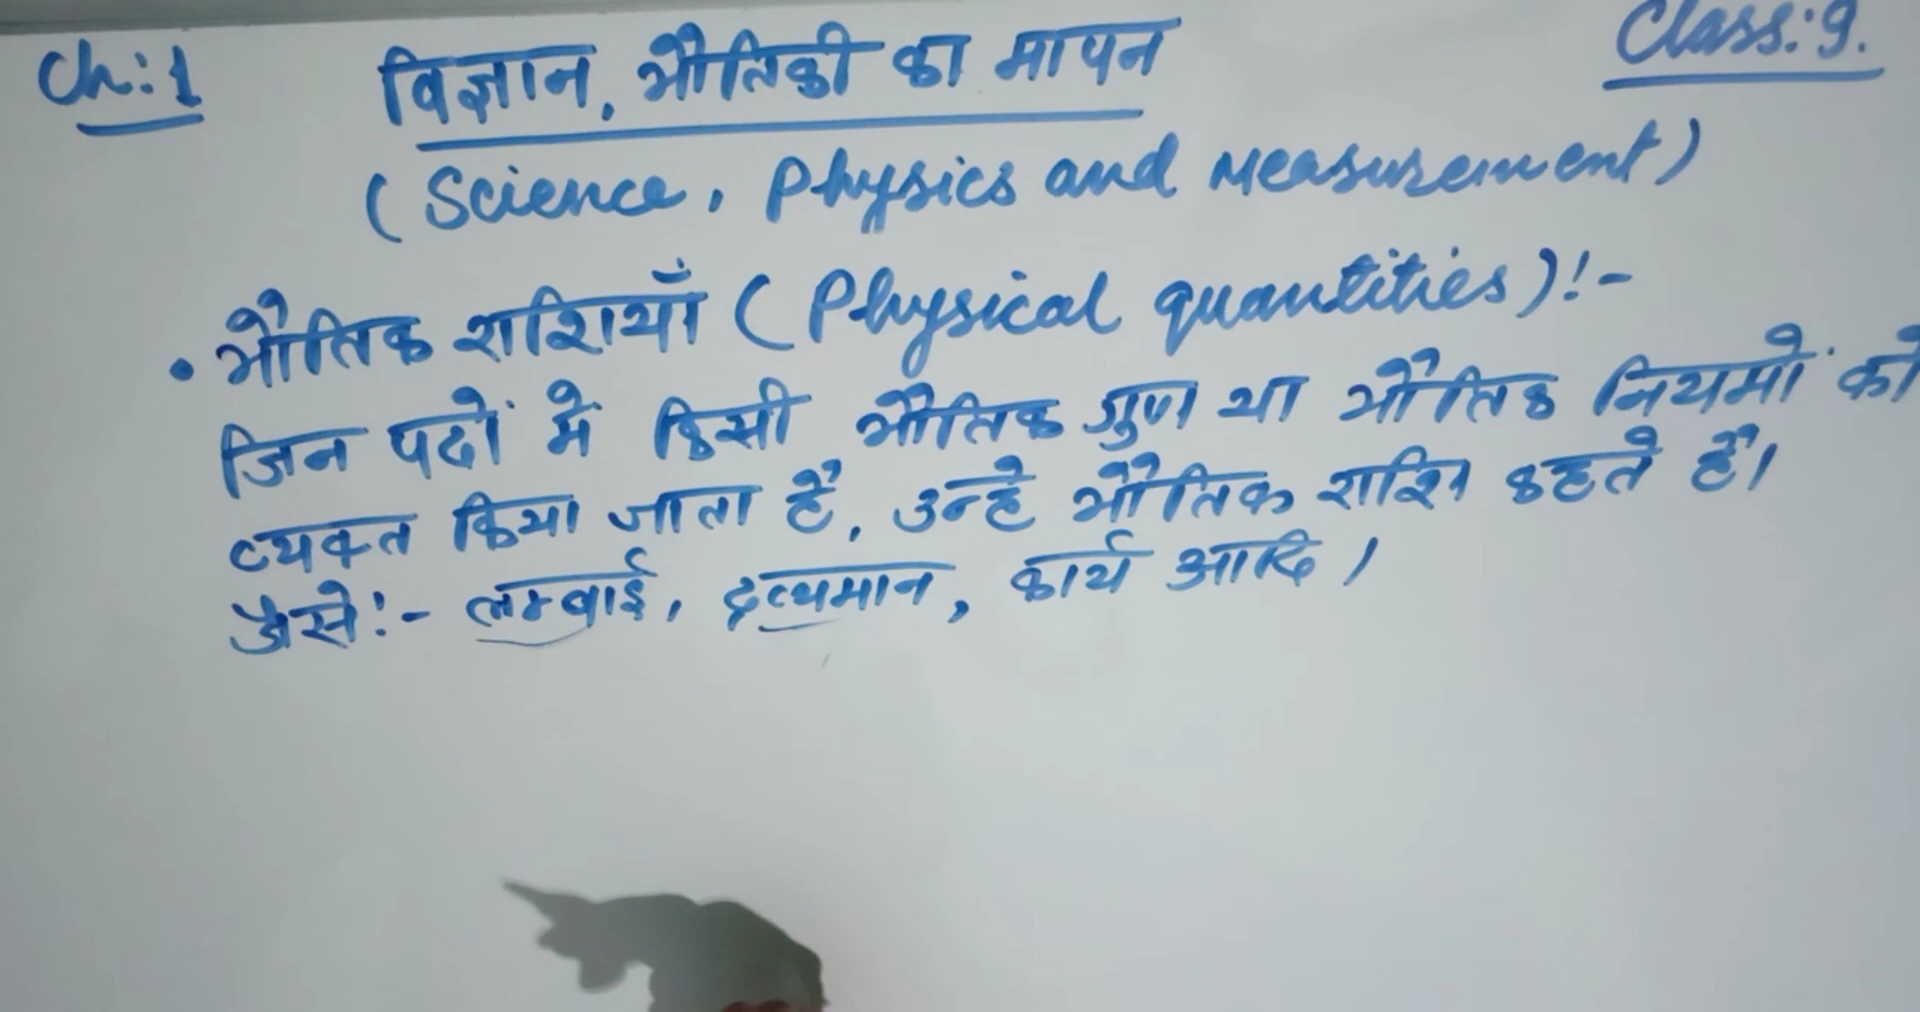 Ch:1 विज्ञान, भौतिकी का मापन Class:9.
(Science, Physics and Measurement)
• भौतिक राशियाँ (Physical quantities):-
जिन पदों में किसी भौतिक गुण या भौतिक नियमों को
व्यक्त किया जाता है, उन्हे भौतिक राशि कहते हैं।
जैसे:- लम्बाई, द्रव्यमान, कार्य आदि।